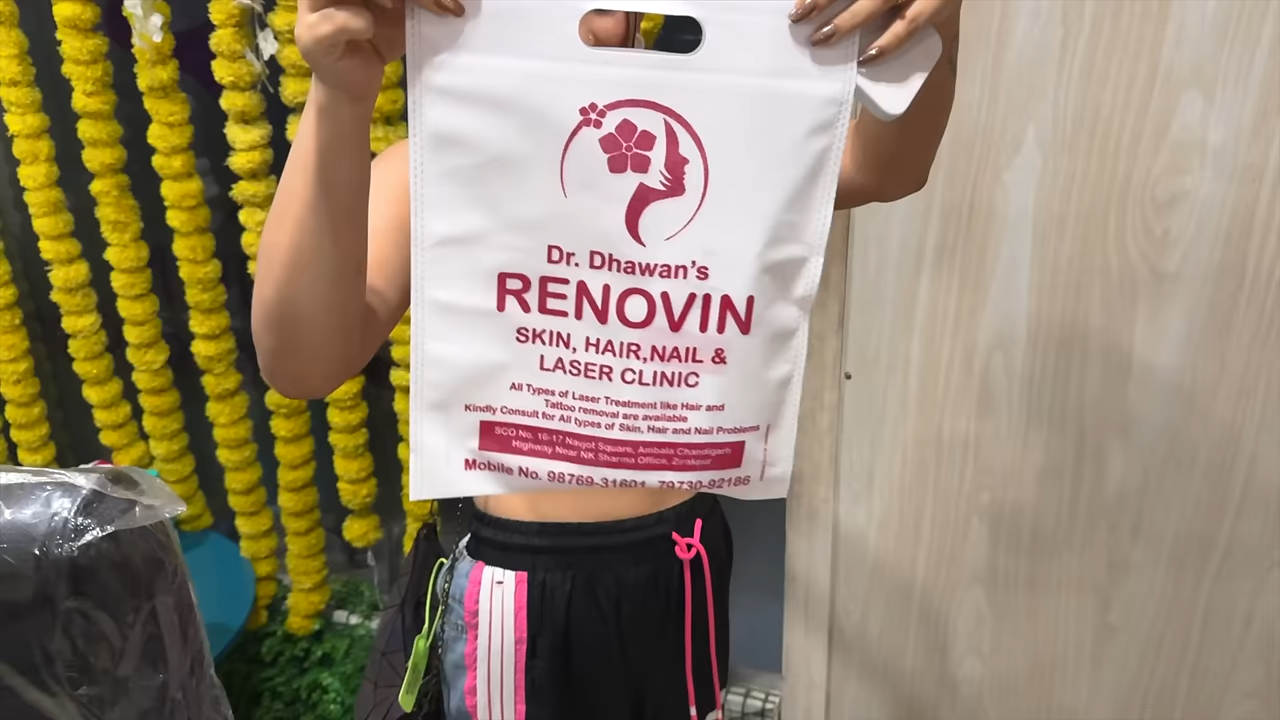 Dr. Dhawan's
RENOVIN
SKIN, HAIR,NAIL &
LASER CLINIC
All Types of Laser Treatment like Hair and
Tattoo removal are available
Kindly Consult for All types of Skin, Hair and Nail Problems
SCO No. 16-17 Navjot Square, Ambala Chandigarh
Highway Near NK Sharma Office, Zirakpur
Mobile No. 98769-31601, 79730-92186